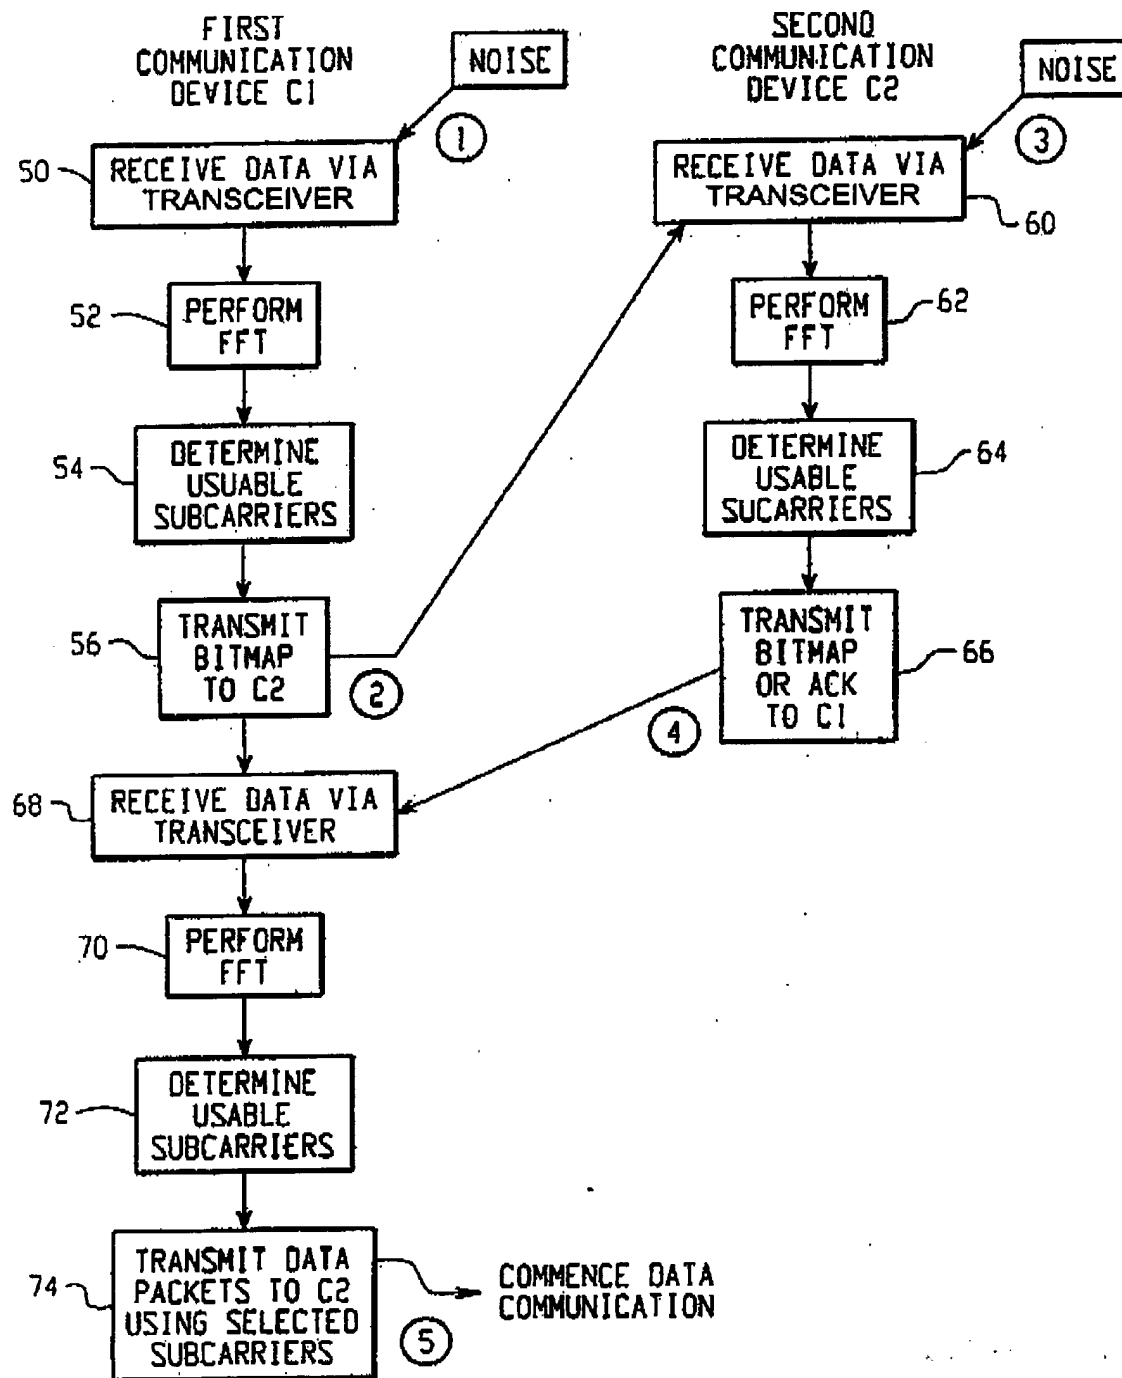 FIRST
COMMUNICATION
DEVICE C1
NOISE
1
50
RECEIVE DATA VIA
TRANSCEIVER
52
PERFORM
FFT
54
DETERMINE
USUABLE
SUBCARRIERS
56
TRANSMIT
BITMAP
TO C2
2
68
RECEIVE DATA VIA
TRANSCEIVER
70
PERFORM
FFT
72
DETERMINE
USABLE
SUBCARRIERS
74
TRANSMIT DATA
PACKETS TO C2
USING SELECTED
SUBCARRIERS
5
COMMENCE DATA
COMMUNICATION
SECOND
COMMUNICATION
DEVICE C2
NOISE
3
RECEIVE DATA VIA
TRANSCEIVER
60
PERFORM
FFT
62
DETERMINE
USABLE
SUCARRIERS
64
TRANSMIT
BITMAP
OR ACK
TO C1
66
4